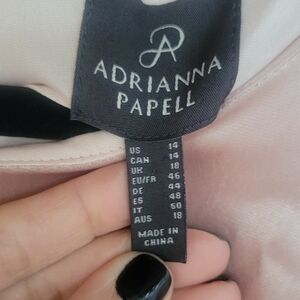 ADRIANNA
PAPELL
US 14
CAN 14
UK 18
EU/FR 46
DE 44
ES 48
IT 50
AUS 18
MADE IN
CHINA